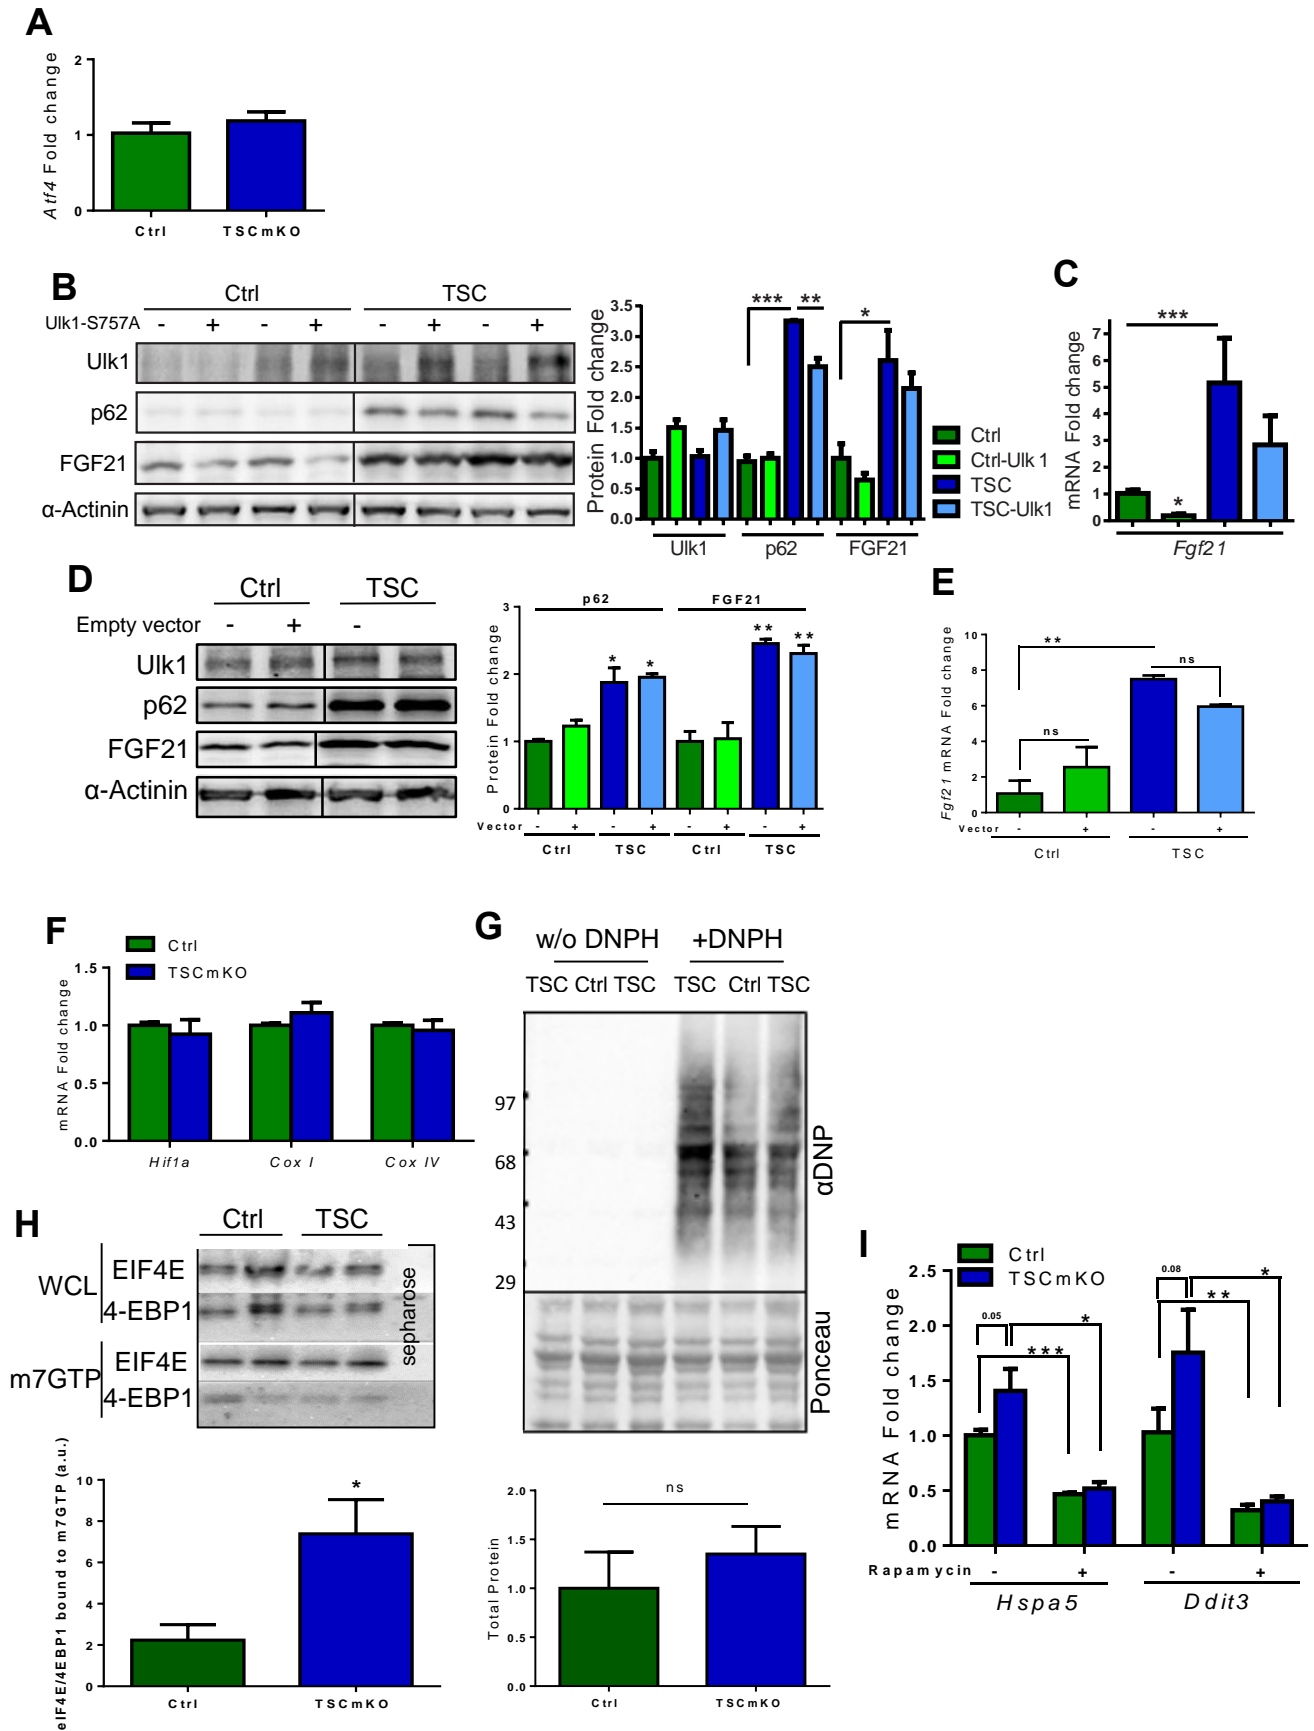 A
Atf4 Fold change
2
1
0
Ctrl TSCmKO
B
Ctrl TSC
Ulk1-S757A - + - + - + - +
Ulk1
p62
FGF21
α-Actinin
Protein Fold change
3.5
3.0
2.5
2.0
1.5
1.0
0.5
0.0
*** **
*
Ulk1 p62 FGF21
Ctrl
Ctrl-Ulk1
TSC
TSC-Ulk1
C
mRNA Fold change
7
6
5
4
3
2
1
0
***
*
Fgf21
D
Ctrl TSC
Empty vector - + -
Ulk1
p62
FGF21
α-Actinin
Protein Fold change
3
2
1
0
p62 FGF21
* * ** **
Vector - + - + - + - +
Ctrl TSC Ctrl TSC
E
Fgf21 mRNA Fold change
10
8
6
4
2
0
**
ns
ns
Vector - + - +
Ctrl TSC
F
Ctrl
TSCmKO
mRNA Fold change
1.5
1.0
0.5
0.0
Hif1a Cox I Cox IV
G
w/o DNPH +DNPH
TSC Ctrl TSC TSC Ctrl TSC
97
68
43
29
αDNP
Ponceau
Total Protein
2.0
1.5
1.0
0.5
0.0
ns
Ctrl TSCmKO
H
Ctrl TSC
WCL
EIF4E
4-EBP1
m7GTP
EIF4E
4-EBP1
sepharose
eIF4E/4EBP1 bound to m7GTP (a.u.)
10
8
6
4
2
0
*
Ctrl TSCmKO
I
Ctrl
TSCmKO
mRNA Fold change
2.5
2.0
1.5
1.0
0.5
0.0
0.05
*
***
0.08
*
**
Rapamycin - + - +
Hspa5 Ddit3